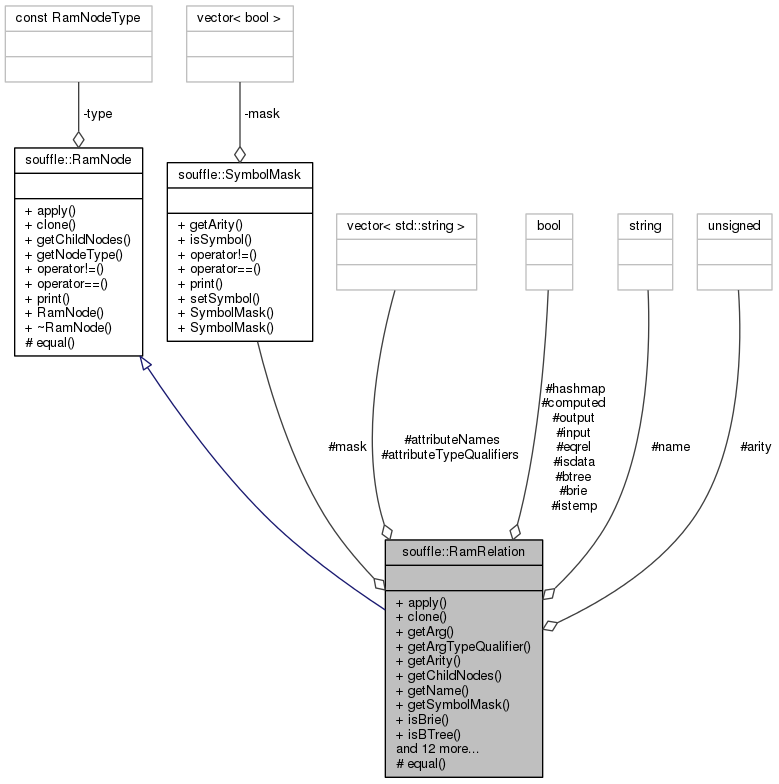 const RamNodeType
vector< bool >
-type
-mask
souffle::RamNode
+ apply()
+ clone()
+ getChildNodes()
+ getNodeType()
+ operator!=()
+ operator==()
+ print()
+ RamNode()
+ ~RamNode()
# equal()
souffle::SymbolMask
+ getArity()
+ isSymbol()
+ operator!=()
+ operator==()
+ print()
+ setSymbol()
+ SymbolMask()
+ SymbolMask()
vector< std::string >
bool
string
unsigned
#mask
#attributeNames
#attributeTypeQualifiers
#hashmap
#computed
#output
#input
#eqrel
#isdata
#btree
#brie
#istemp
#name
#arity
souffle::RamRelation
+ apply()
+ clone()
+ getArg()
+ getArgTypeQualifier()
+ getArity()
+ getChildNodes()
+ getName()
+ getSymbolMask()
+ isBrie()
+ isBTree()
and 12 more...
# equal()